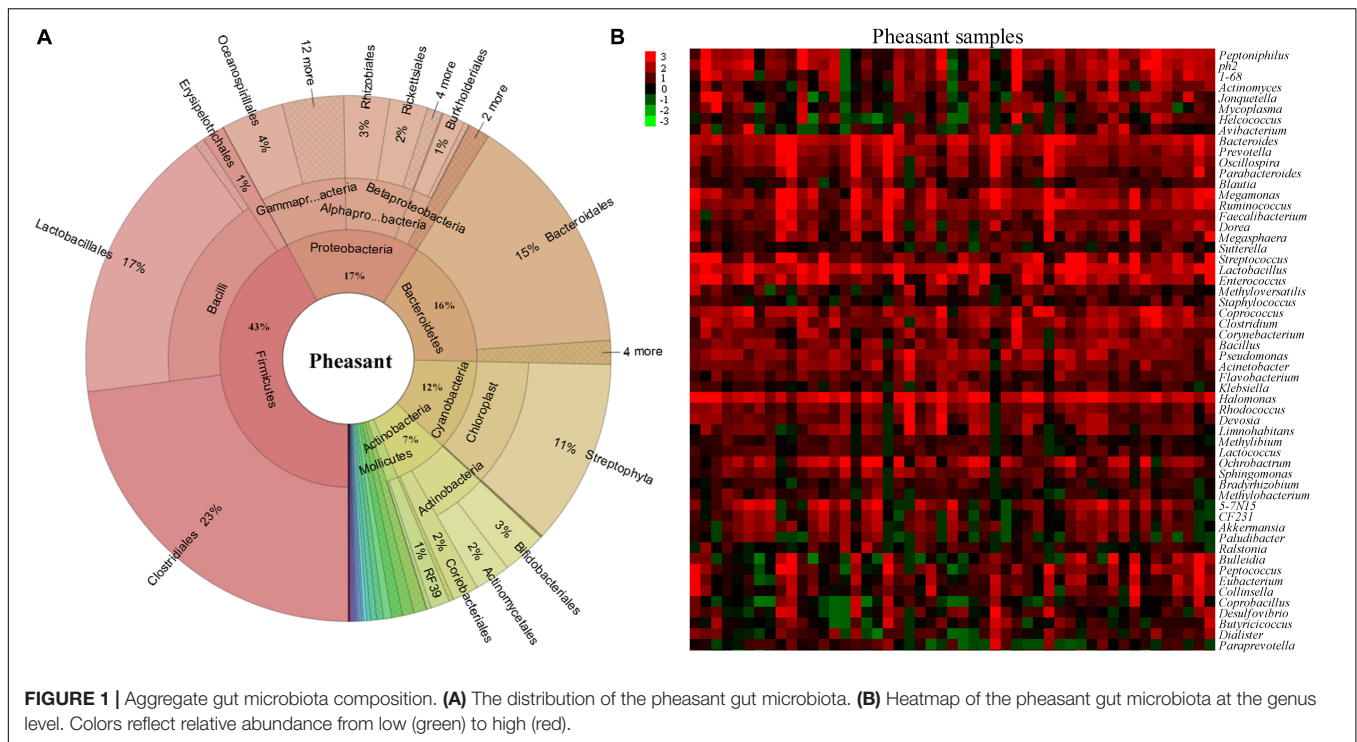 A
Oceanospirillales
4%
12 more
3% Rhizobiales
2% Rickettsiales
4 more
1% Burkholderiales
2 more
Erysipelotrichales
1%
Gammapr...acteria
Alphapro...bacteria
Betaproteobacteria
Lactobacillales
17%
Bacilli
Proteobacteria
17%
15% Bacteroidales
Bacteroidetes
16%
43%
Firmicutes
Pheasant
4 more
12%
Cyanobacteria
Chloroplast
11% Streptophyta
Actinobacteria
7%
Mollicutes
Actinobacteria
3% Bifidobacteriales
2% Actinomycetales
2% Coriobacteriales
1% RF39
Clostridiales 23%
B
Pheasant samples
3
2
1
0
-1
-2
-3
Peptoniphilus
ph2
1-68
Actinomyces
Jonquetella
Mycoplasma
Helcococcus
Avibacterium
Bacteroides
Prevotella
Oscillospira
Parabacteroides
Blautia
Megamonas
Ruminococcus
Faecalibacterium
Dorea
Megasphaera
Sutterella
Streptococcus
Lactobacillus
Enterococcus
Methyloversatilis
Staphylococcus
Coprococcus
Clostridium
Corynebacterium
Bacillus
Pseudomonas
Acinetobacter
Flavobacterium
Klebsiella
Halomonas
Rhodococcus
Devosia
Limnohabitans
Methylibium
Lactococcus
Ochrobactrum
Sphingomonas
Bradyrhizobium
Methylobacterium
5-7N15
CF231
Akkermansia
Paludibacter
Ralstonia
Bulleidia
Peptococcus
Eubacterium
Collinsella
Coprobacillus
Desulfovibrio
Butyricicoccus
Dialister
Paraprevotella
FIGURE 1 | Aggregate gut microbiota composition. (A) The distribution of the pheasant gut microbiota. (B) Heatmap of the pheasant gut microbiota at the genus
level. Colors reflect relative abundance from low (green) to high (red).